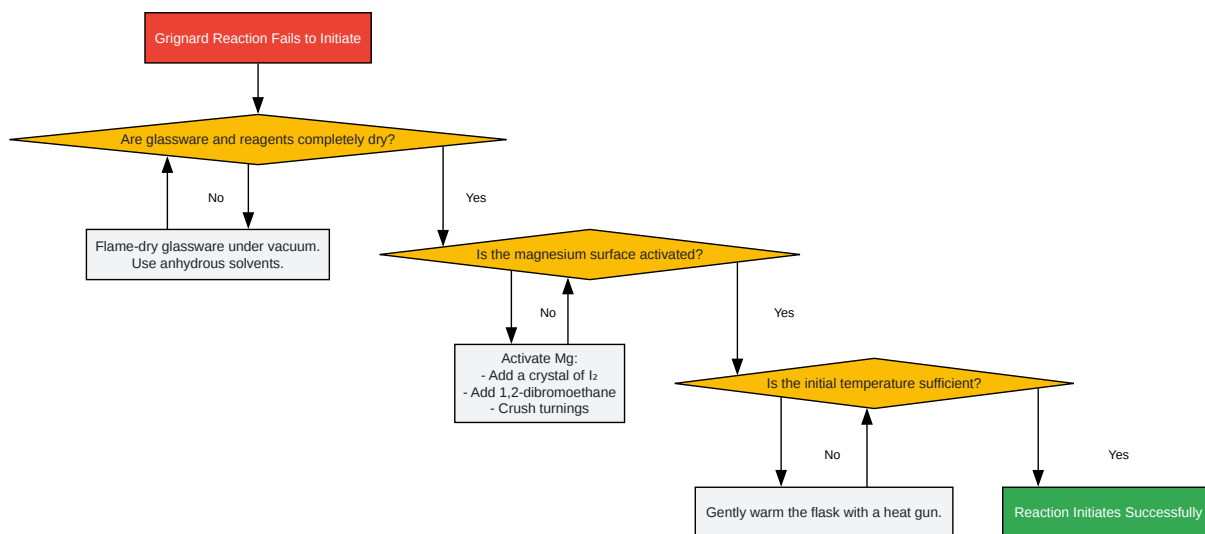 Grignard Reaction Fails to Initiate
Are glassware and reagents completely dry?
No
Yes
Flame-dry glassware under vacuum.
Use anhydrous solvents.
Is the magnesium surface activated?
No
Yes
Activate Mg:
- Add a crystal of I₂
- Add 1,2-dibromoethane
- Crush turnings
Is the initial temperature sufficient?
No
Yes
Gently warm the flask with a heat gun.
Reaction Initiates Successfully